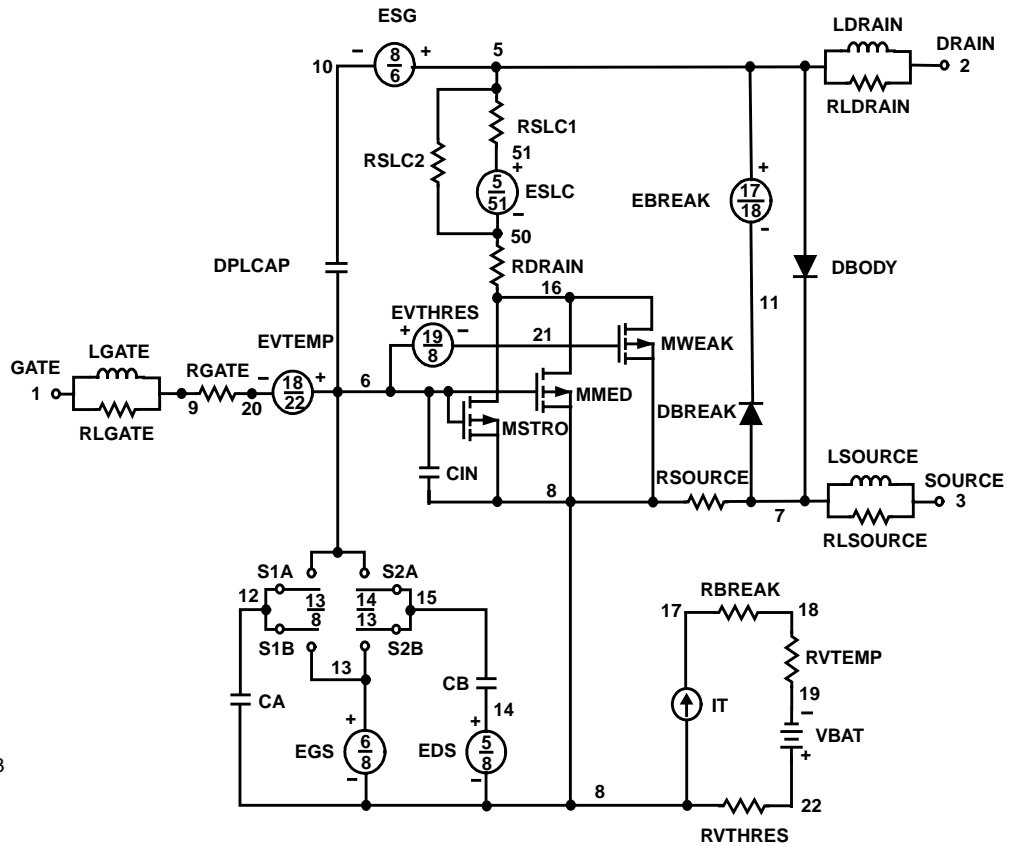 ESG
LDRAIN
DRAIN
2
RLDRAIN
10
−
8
6
+
5
RSLC1
51
RSLC2
+
5
51
ESLC
−
50
RDRAIN
16
+
17
18
EBREAK
−
11
DBODY
DPLCAP
EVTHRES
+
19
8
−
21
MWEAK
EVTEMP
LGATE
GATE
1
RGATE
−
18
22
+
6
9
20
RLGATE
MMED
MSTRO
DBREAK
CIN
8
RSOURCE
7
LSOURCE
SOURCE
3
RLSOURCE
S1A
S2A
12
13
8
14
13
15
S1B
S2B
13
CA
CB
14
+
EGS
6
8
−
+
EDS
5
8
−
8
17
RBREAK
18
RVTEMP
19
−
IT
VBAT
+
22
RVTHRES